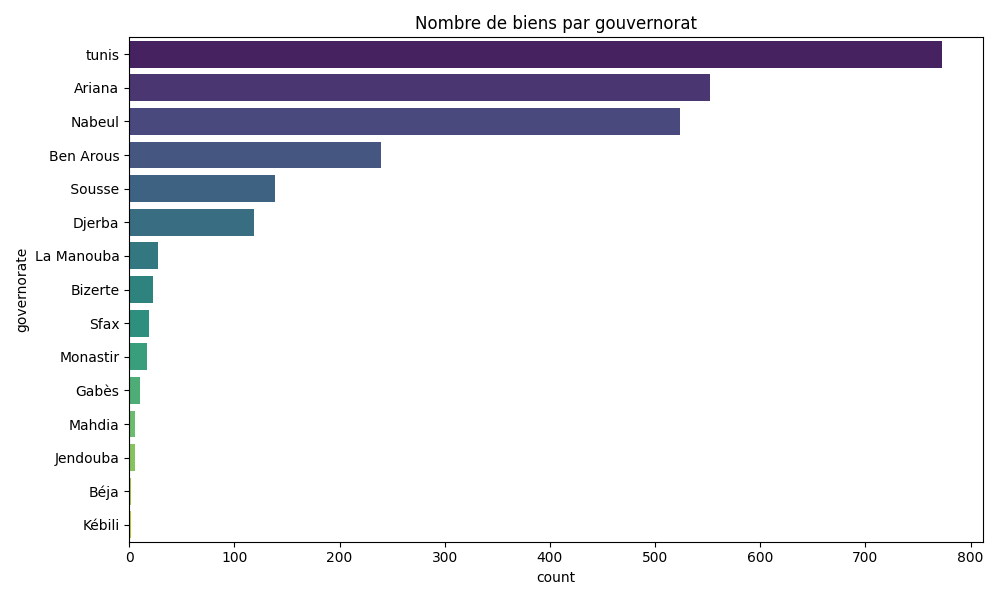 Nombre de biens par gouvernorat
governorate
tunis
Ariana
Nabeul
Ben Arous
Sousse
Djerba
La Manouba
Bizerte
Sfax
Monastir
Gabès
Mahdia
Jendouba
Béja
Kébili
0 100 200 300 400 500 600 700 800
count